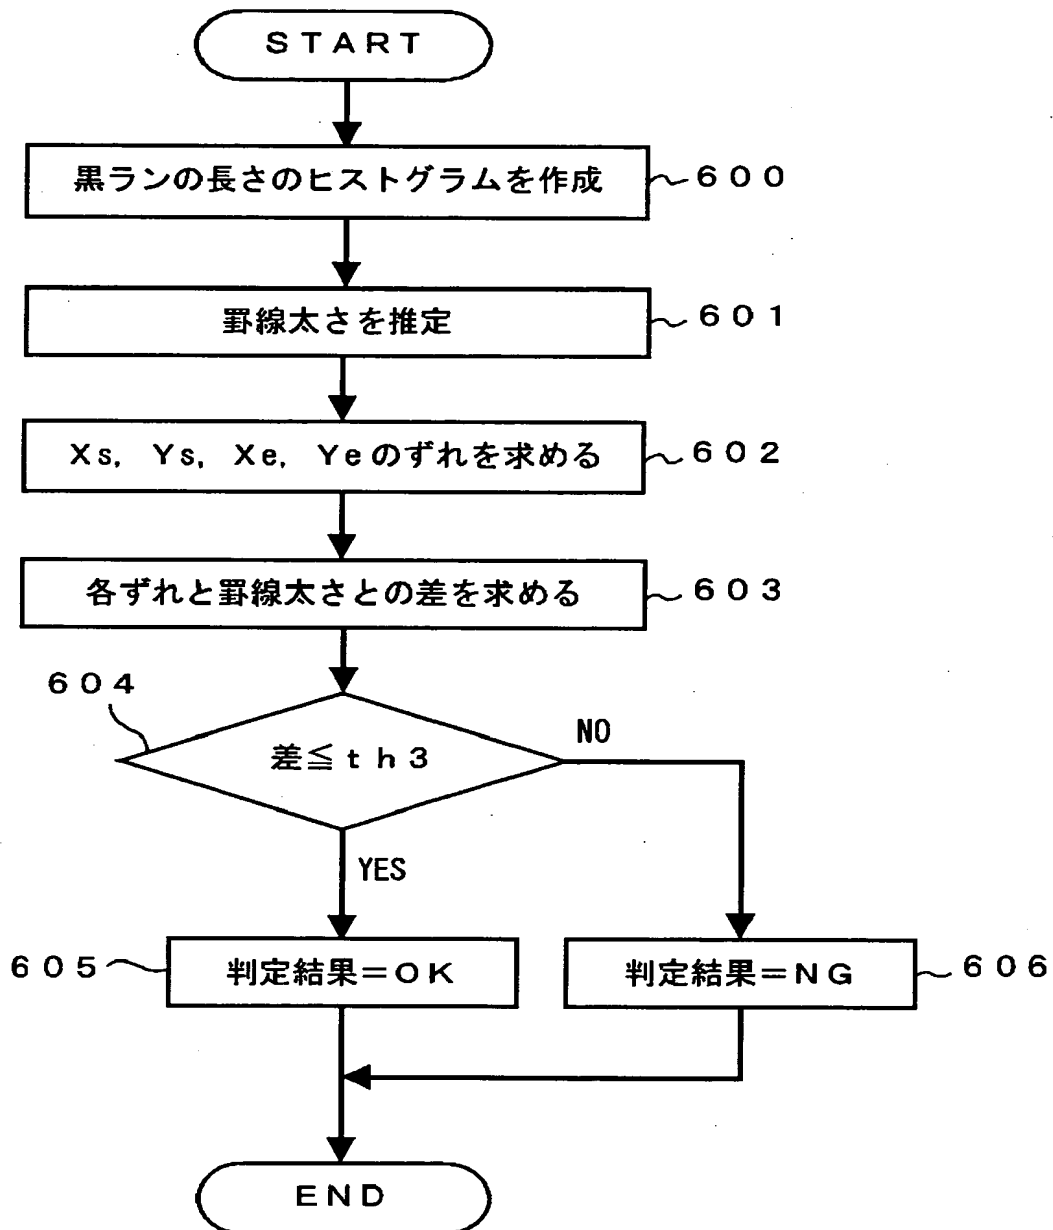 START
黒ランの長さのヒストグラムを作成
600
罫線太さを推定
601
Xs, Ys, Xe, Yeのずれを求める
602
各ずれと罫線太さとの差を求める
603
604
差≦th3
NO
YES
605
判定結果=OK
判定結果=NG
606
END